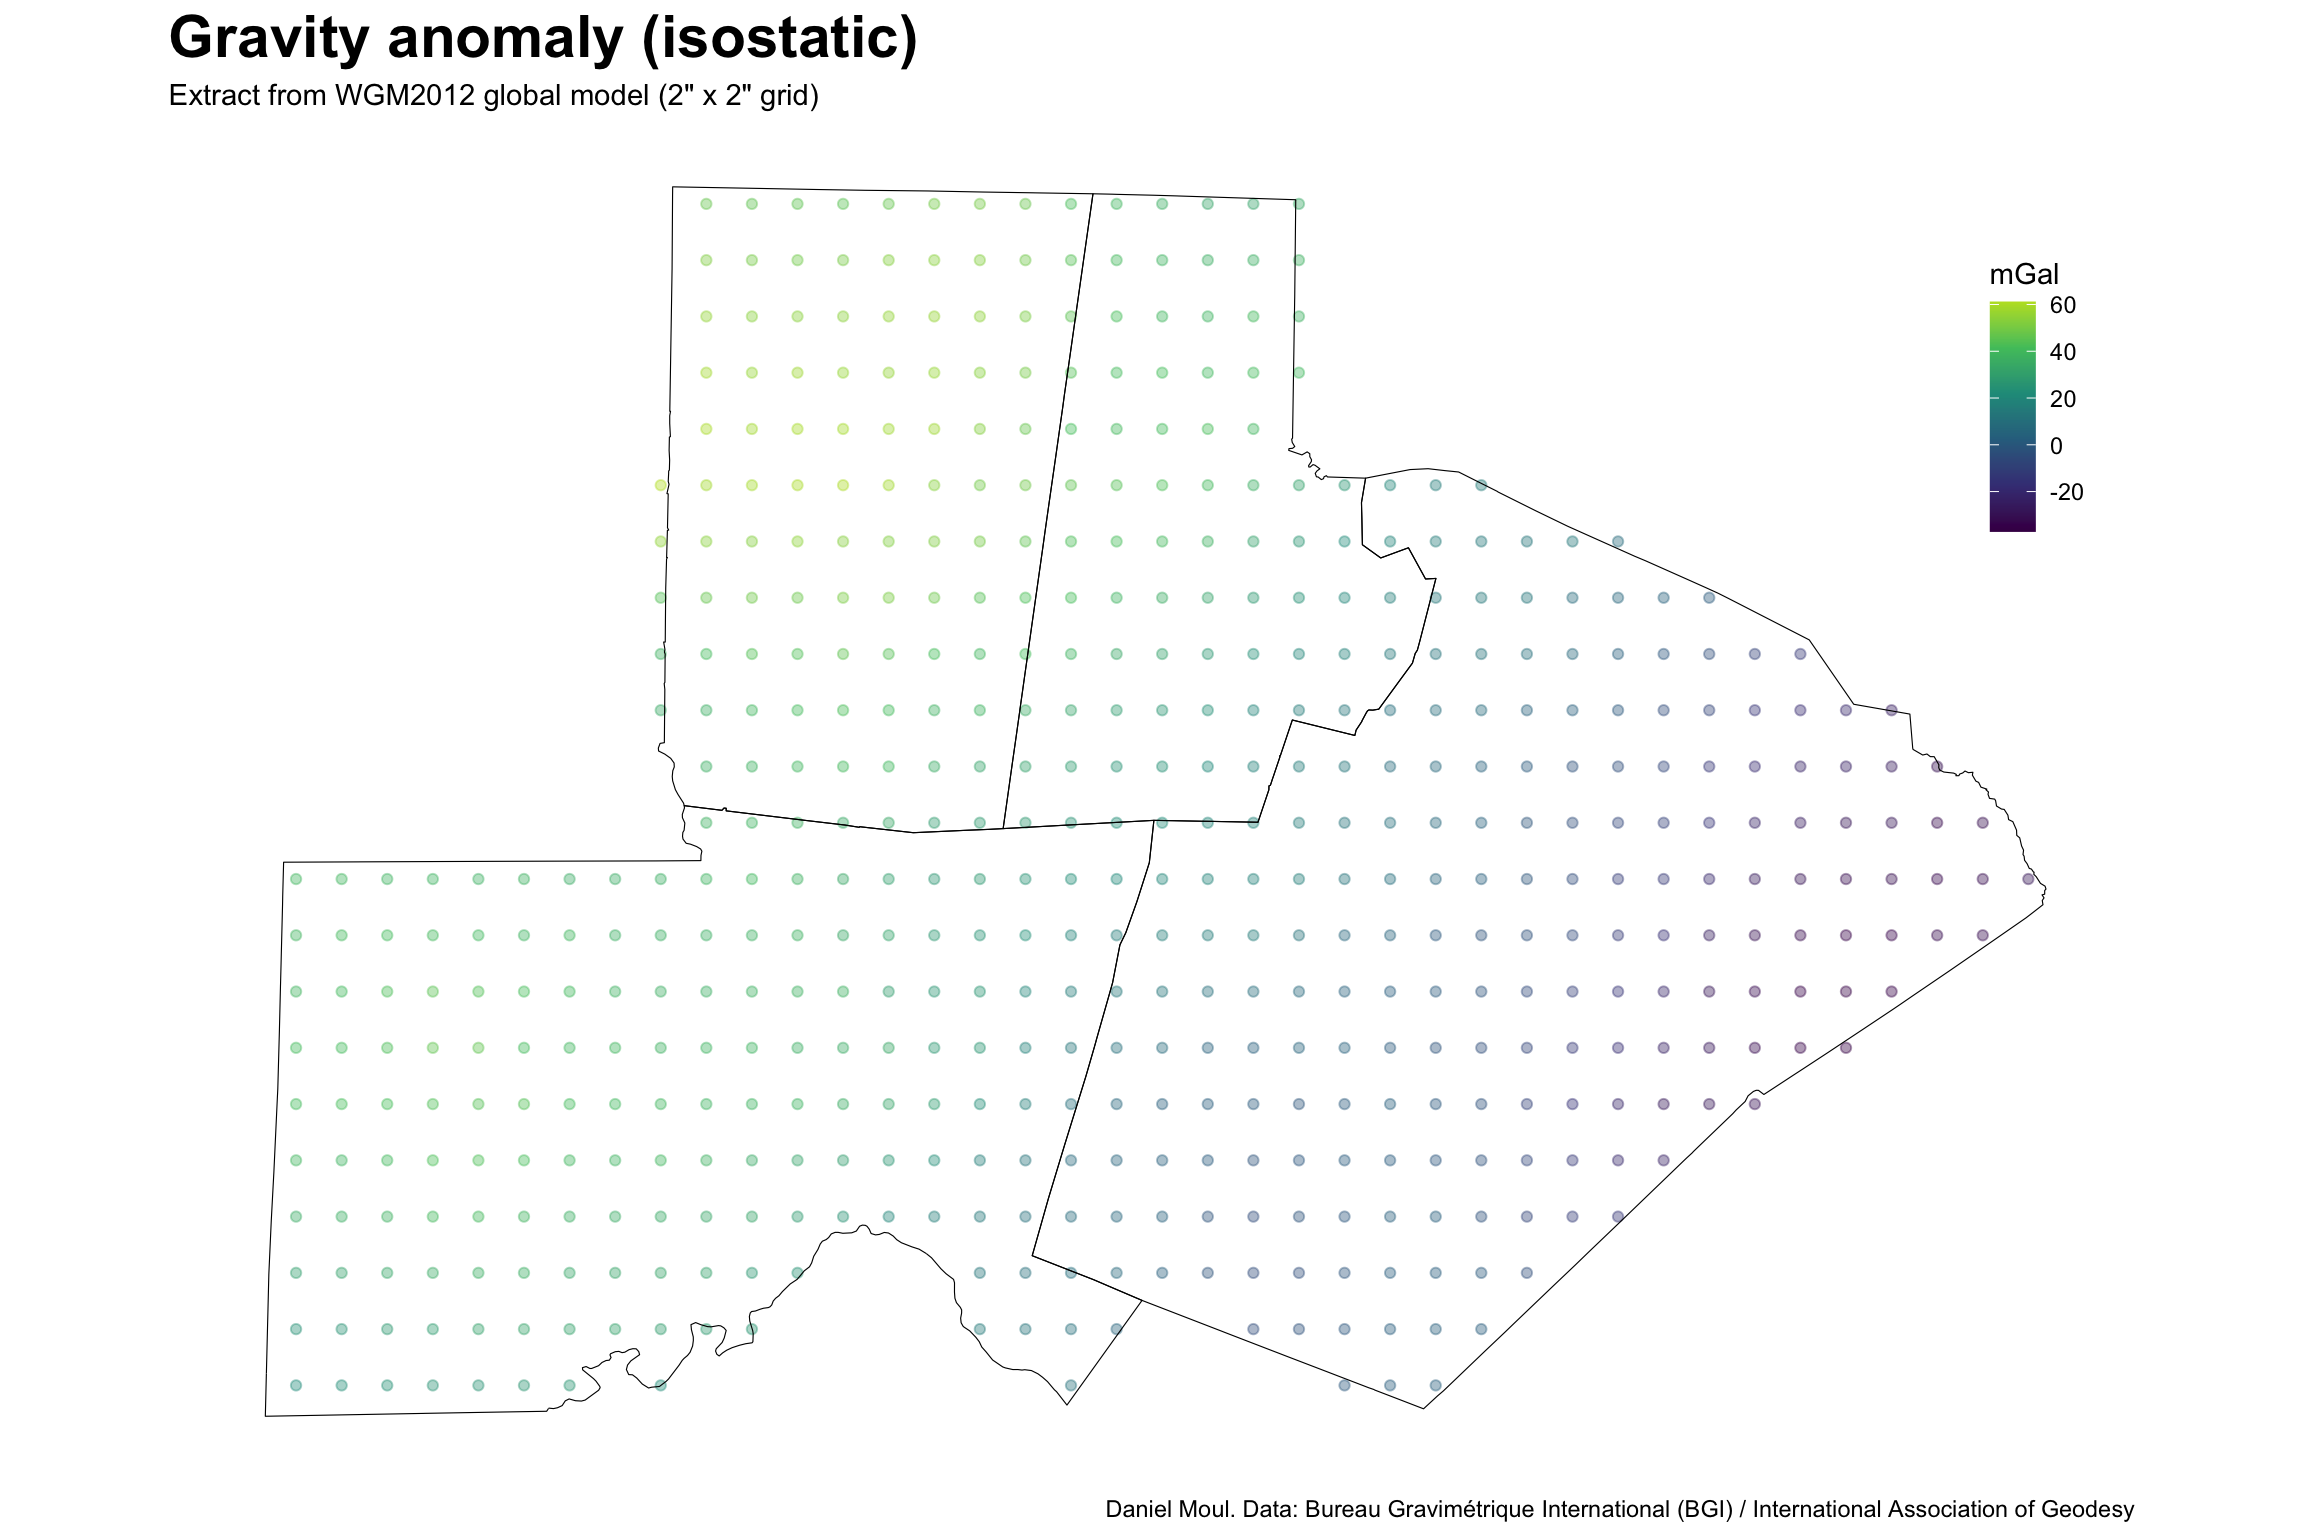 Gravity anomaly (isostatic)
Extract from WGM2012 global model (2" x 2" grid)
mGal
60
40
20
0
-20
Daniel Moul. Data: Bureau Gravimétrique International (BGI) / International Association of Geodesy